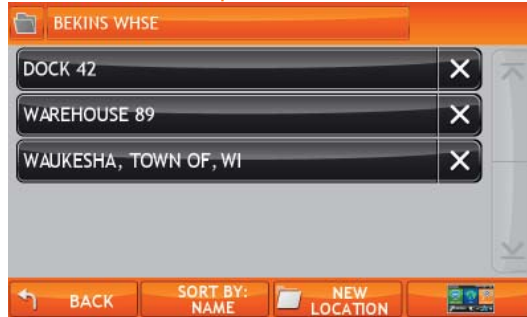 BEKINS WHSE
DOCK 42
WAREHOUSE 89
WAUKESHA, TOWN OF, WI
BACK
SORT BY:
NAME
NEW
LOCATION